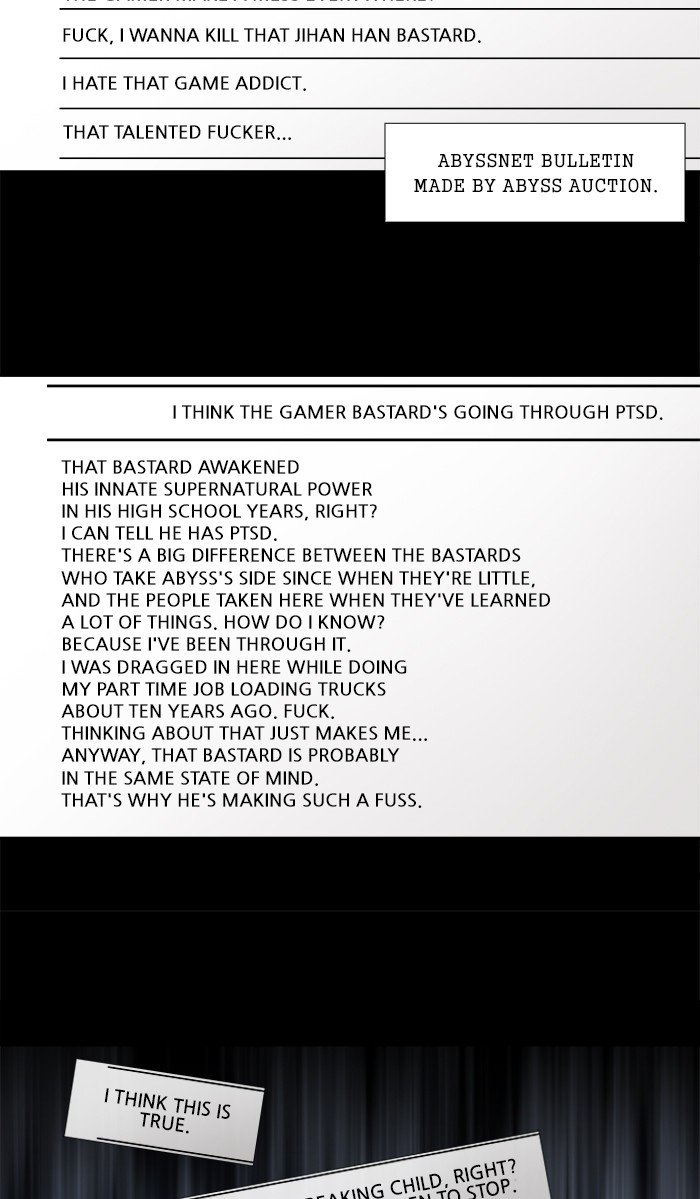 FUCK, I WANNA KILL THAT JIHAN HAN BASTARD.
I HATE THAT GAME ADDICT.
THAT TALENTED FUCKER...
ABYSSNET BULLETIN
MADE BY ABYSS AUCTION.
I THINK THE GAMER BASTARD'S GOING THROUGH PTSD.
THAT BASTARD AWAKENED
HIS INNATE SUPERNATURAL POWER
IN HIS HIGH SCHOOL YEARS, RIGHT?
I CAN TELL HE HAS PTSD.
THERE'S A BIG DIFFERENCE BETWEEN THE BASTARDS
WHO TAKE ABYSS'S SIDE SINCE WHEN THEY'RE LITTLE,
AND THE PEOPLE TAKEN HERE WHEN THEY'VE LEARNED
A LOT OF THINGS. HOW DO I KNOW?
BECAUSE I'VE BEEN THROUGH IT.
I WAS DRAGGED IN HERE WHILE DOING
MY PART TIME JOB LOADING TRUCKS
ABOUT TEN YEARS AGO. FUCK.
THINKING ABOUT THAT JUST MAKES ME...
ANYWAY, THAT BASTARD IS PROBABLY
IN THE SAME STATE OF MIND.
THAT'S WHY HE'S MAKING SUCH A FUSS.
I THINK THIS IS
TRUE.
CHILD, RIGHT?
TO STOP.